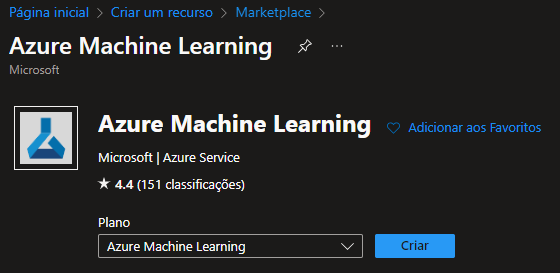 Página inicial > Criar um recurso > Marketplace >
Azure Machine Learning ...
Microsoft
Azure Machine Learning
Adicionar aos Favoritos
Microsoft | Azure Service
★ 4.4 (151 classificações)
Plano
Azure Machine Learning
Criar